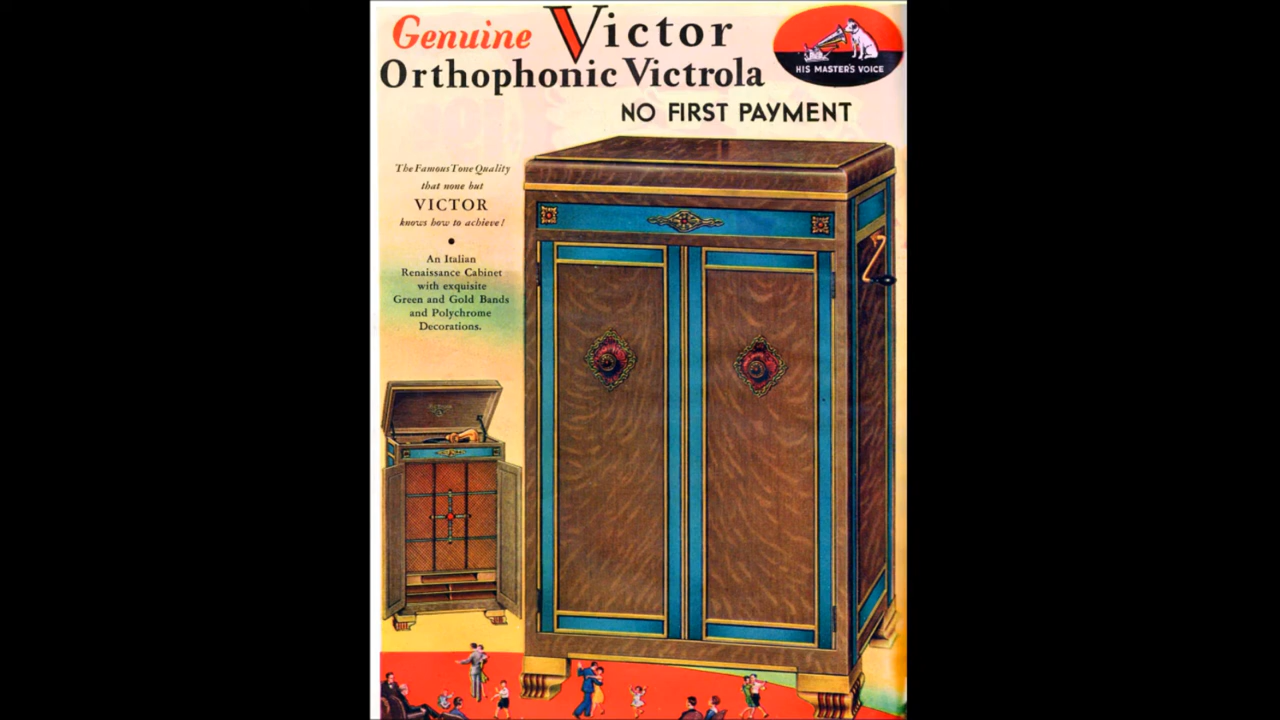 Genuine Victor
Orthophonic Victrola
HIS MASTER'S VOICE
NO FIRST PAYMENT
The Famous Tone Quality
that none but
VICTOR
knows how to achieve!
An Italian
Renaissance Cabinet
with exquisite
Green and Gold Bands
and Polychrome
Decorations.